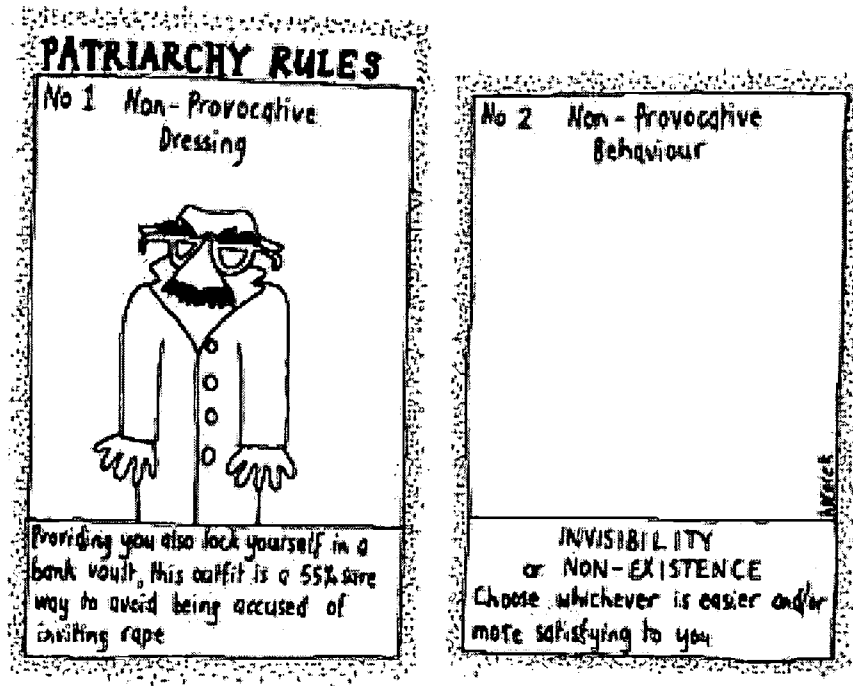 PATRIARCHY RULES
No 1 Non-Provocative
Dressing
Providing you also lock yourself in a
bank vault, this outfit is a 55% sure
way to avoid being accused of
inviting rape
No 2 Non-Provocative
Behaviour
INVISIBILITY
or NON-EXISTENCE
Choose whichever is easier and/or
more satisfying to you